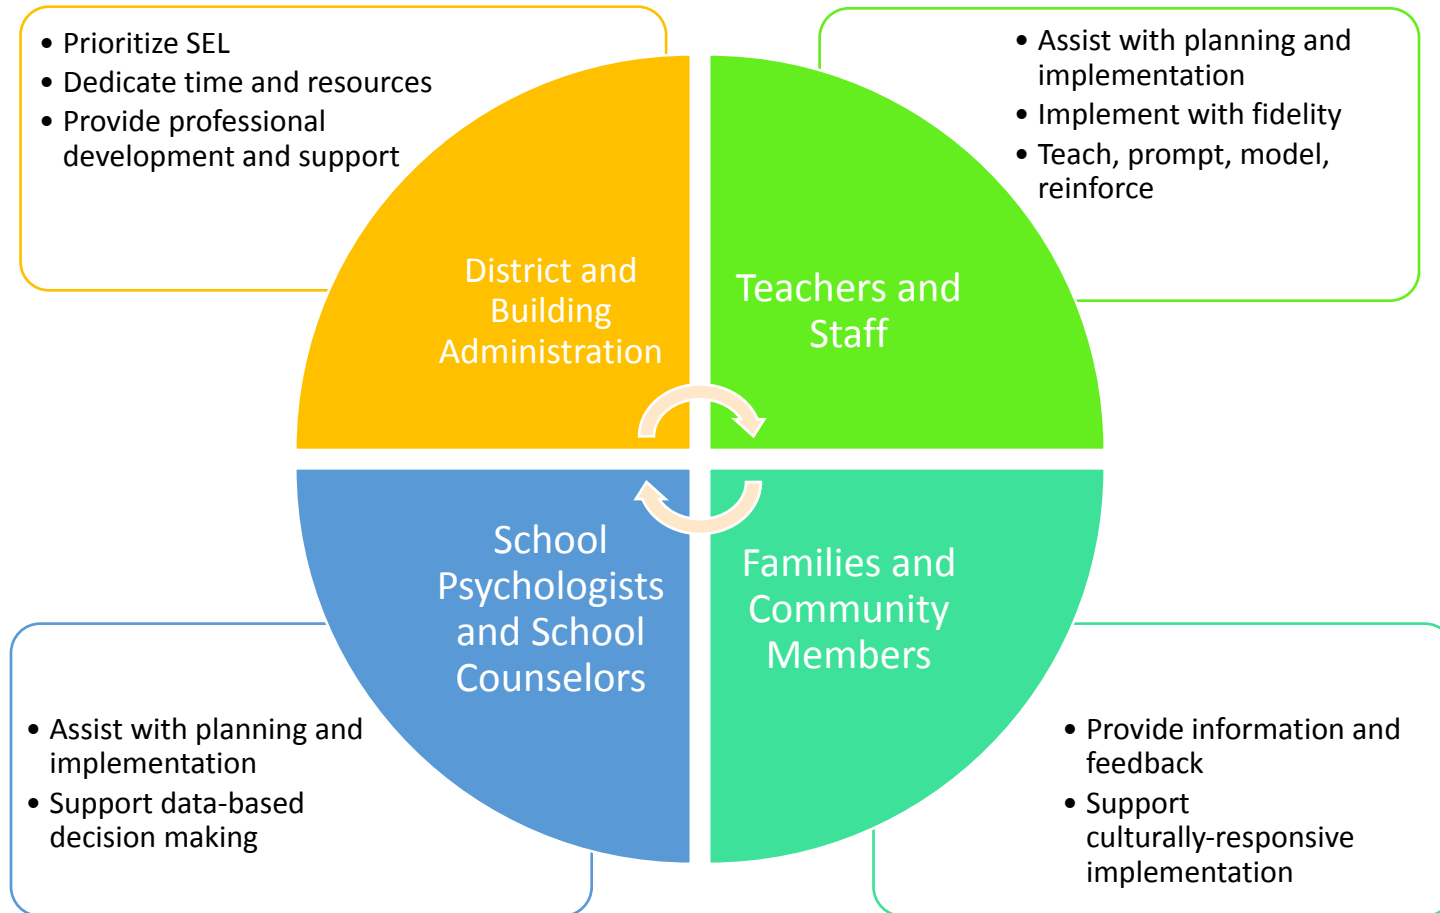 • Prioritize SEL
• Dedicate time and resources
• Provide professional
development and support
• Assist with planning and
implementation
• Implement with fidelity
• Teach, prompt, model,
reinforce
District and
Building
Administration
Teachers and
Staff
School
Psychologists
and School
Counselors
Families and
Community
Members
• Assist with planning and
implementation
• Support data-based
decision making
• Provide information and
feedback
• Support
culturally-responsive
implementation